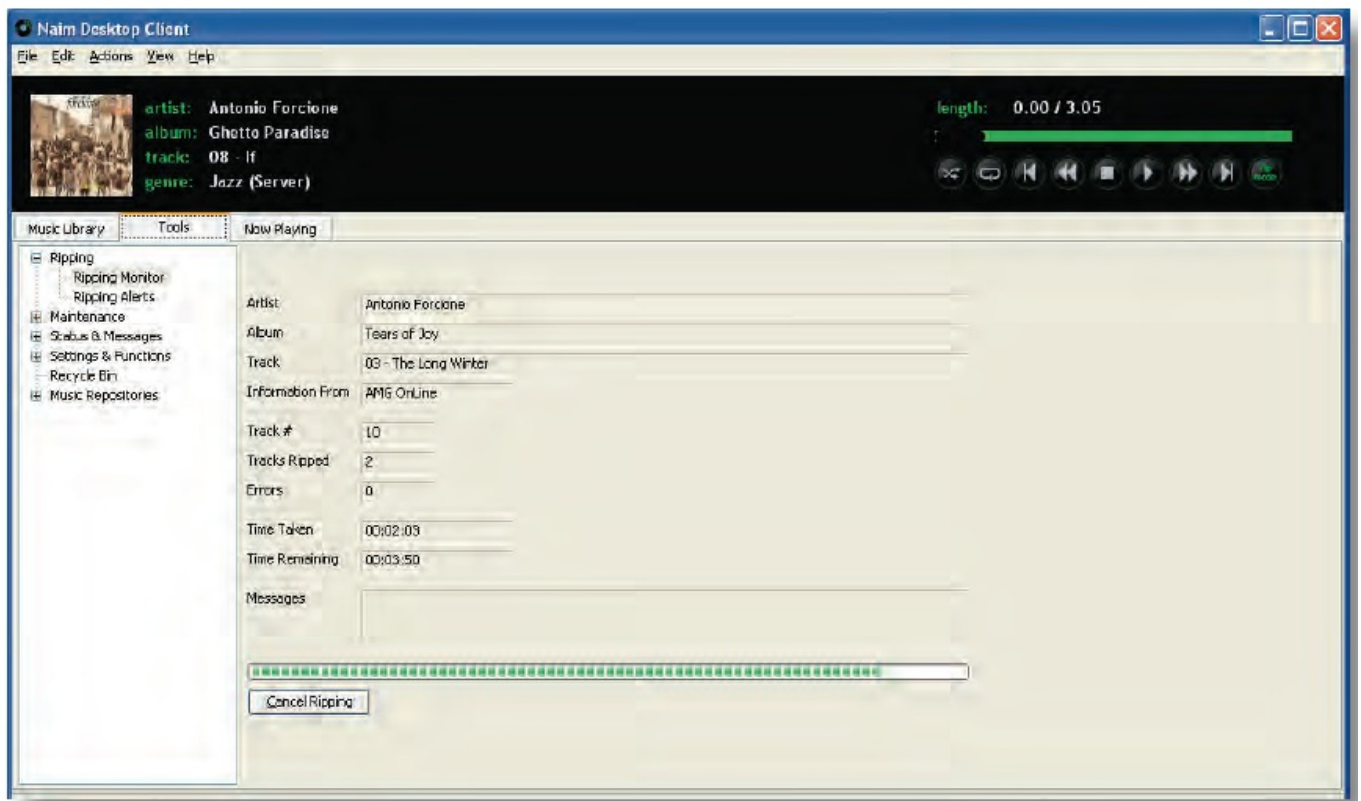 Naim Desktop Client
File Edit Actions View Help
artist: Antonio Forcione
album: Ghetto Paradise
track: 08 - If
genre: Jazz (Server)
length: 0.00 / 3.05
Music Library Tools Now Playing
Ripping
Ripping Monitor
Ripping Alerts
Maintenance
Status & Messages
Settings & Functions
Recycle Bin
Music Repositories
Artist Antonio Forcione
Album Tears of Joy
Track 03 - The Long Winter
Information From AMG OnLine
Track # 10
Tracks Ripped 2
Errors 0
Time Taken 00:02:03
Time Remaining 00:03:50
Messages
Cancel Ripping